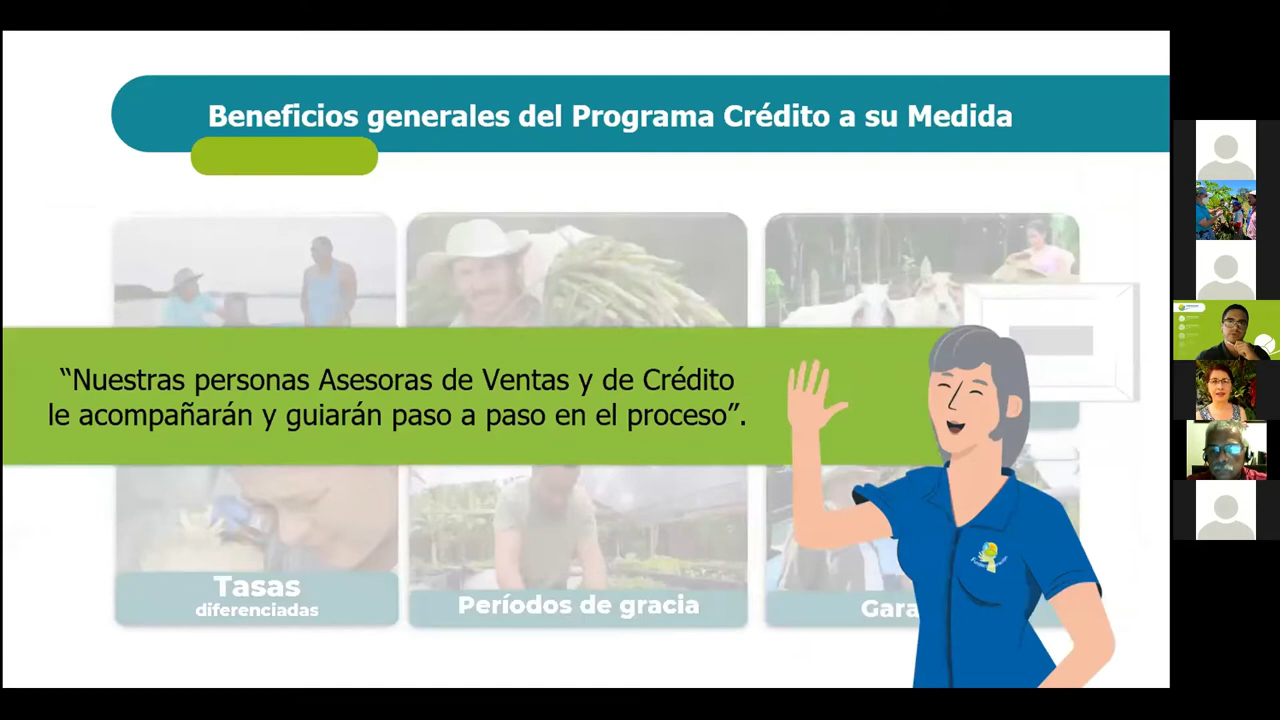 Beneficios generales del Programa Crédito a su Medida
“Nuestras personas Asesoras de Ventas y de Crédito
le acompañarán y guiarán paso a paso en el proceso”.
Tasas
diferenciadas
Períodos de gracia